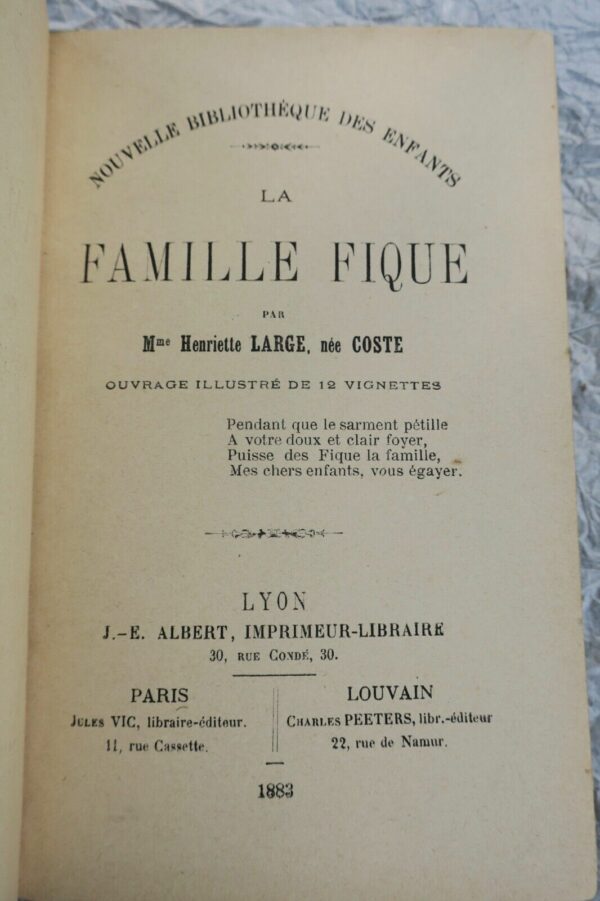 NOUVELLE BIBLIOTHÈQUE DES ENFANTS
LA
FAMILLE FIQUE
PAR
Mme Henriette LARGE, née COSTE
OUVRAGE ILLUSTRÉ DE 12 VIGNETTES
Pendant que le sarment pétille
A votre doux et clair foyer,
Puisse des Fique la famille,
Mes chers enfants, vous égayer.
LYON
J.-E. ALBERT, IMPRIMEUR-LIBRAIRE
30, RUE CONDÉ, 30.
PARIS
JULES VIC, libraire-éditeur.
11, rue Cassette.
LOUVAIN
CHARLES PEETERS, libr.-éditeur
22, rue de Namur.
1883